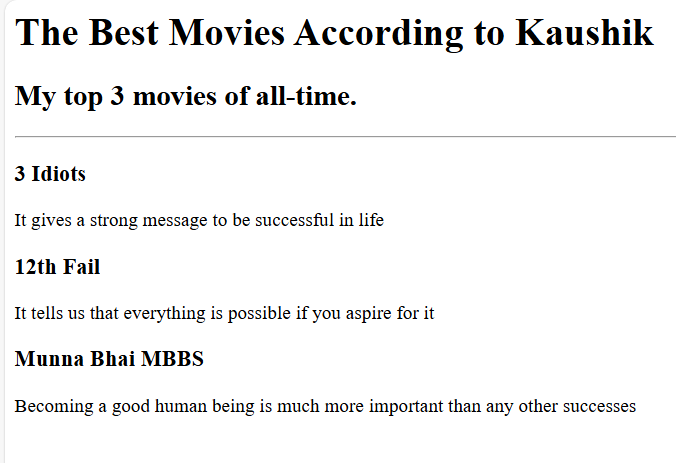 The Best Movies According to Kaushik
My top 3 movies of all-time.
3 Idiots
It gives a strong message to be successful in life
12th Fail
It tells us that everything is possible if you aspire for it
Munna Bhai MBBS
Becoming a good human being is much more important than any other successes